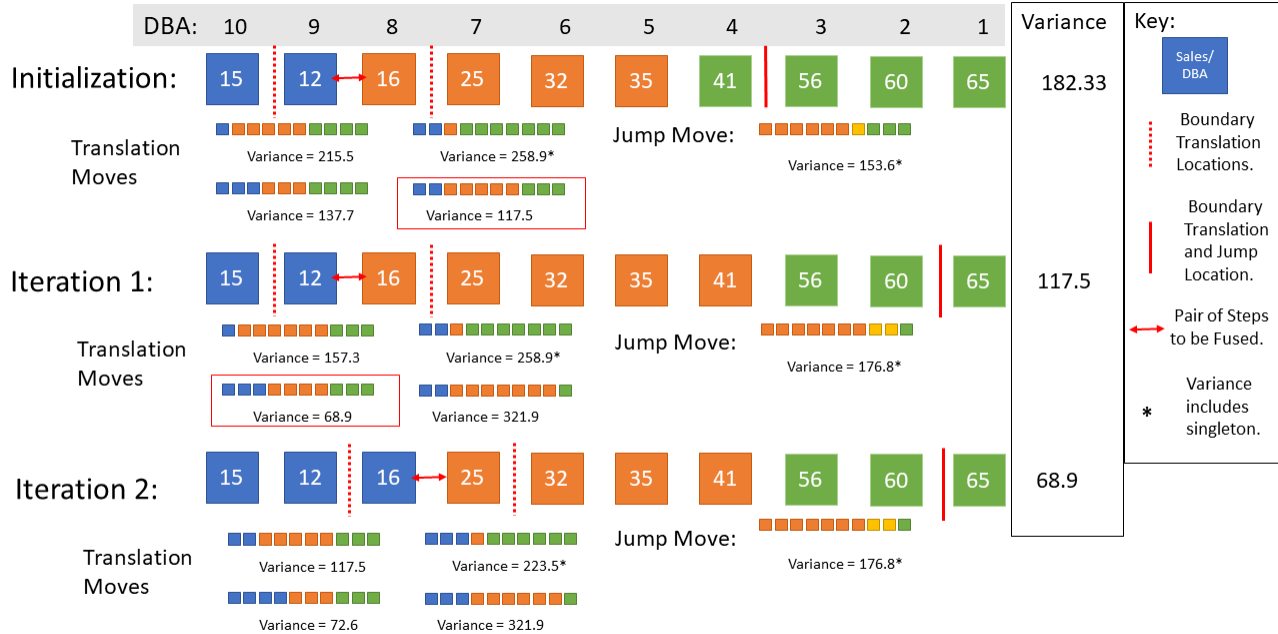 DBA: 10 9 8 7 6 5 4 3 2 1 Variance Key:
Initialization: 15 12 16 25 32 35 41 56 60 65 182.33
Sales/
DBA
Translation
Moves
Variance = 215.5
Variance = 258.9*
Variance = 137.7
Variance = 117.5
Jump Move:
Variance = 153.6*
Boundary
Translation
Locations.
Iteration 1: 15 12 16 25 32 35 41 56 60 65 117.5
Boundary
Translation
and Jump
Location.
Translation
Moves
Variance = 157.3
Variance = 258.9*
Variance = 68.9
Variance = 321.9
Jump Move:
Variance = 176.8*
Pair of Steps
to be Fused.
* Variance
includes
singleton.
Iteration 2: 15 12 16 25 32 35 41 56 60 65 68.9
Translation
Moves
Variance = 117.5
Variance = 223.5*
Variance = 72.6
Variance = 321.9
Jump Move:
Variance = 176.8*